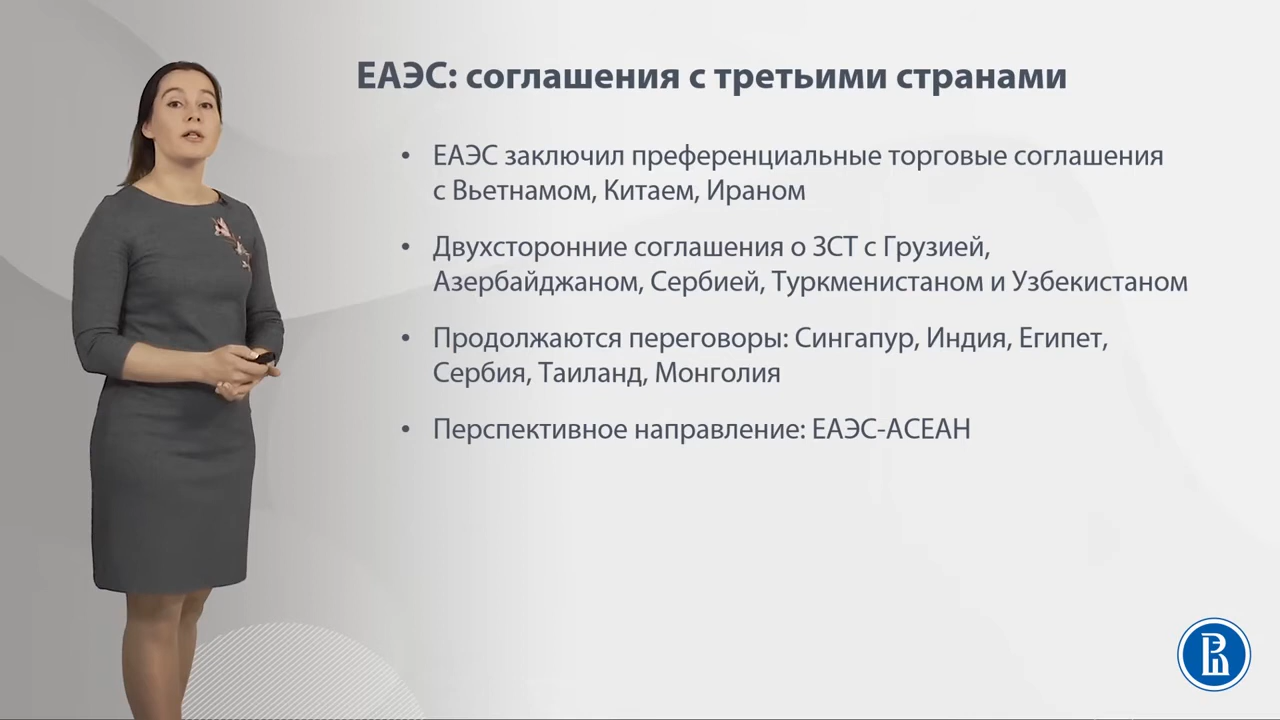 ЕАЭС: соглашения с третьими странами
• ЕАЭС заключил преференциальные торговые соглашения
с Вьетнамом, Китаем, Ираном
• Двухсторонние соглашения о ЗСТ с Грузией,
Азербайджаном, Сербией, Туркменистаном и Узбекистаном
• Продолжаются переговоры: Сингапур, Индия, Египет,
Сербия, Таиланд, Монголия
• Перспективное направление: ЕАЭС-АСЕАН